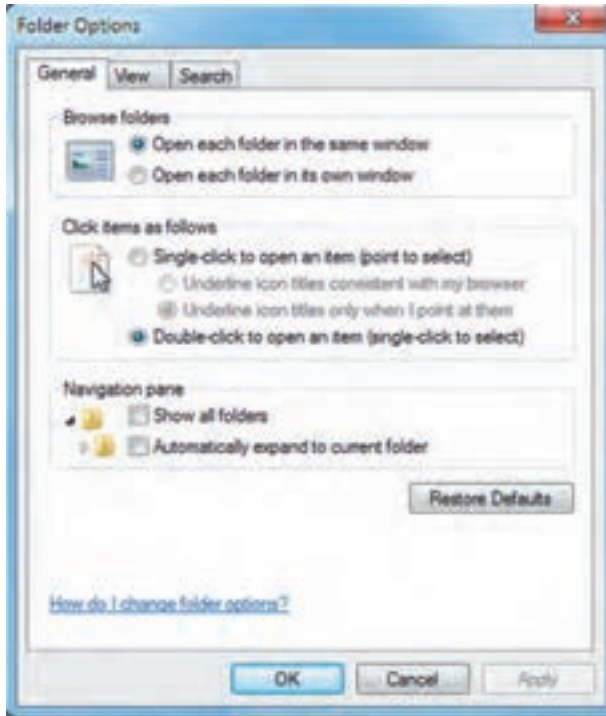 Folder Options
General View Search
Browse folders
Open each folder in the same window
Open each folder in its own window
Click items as follows
Single-click to open an item (point to select)
Underline icon titles consistent with my browser
Underline icon titles only when I point at them
Double-click to open an item (single-click to select)
Navigation pane
Show all folders
Automatically expand to current folder
Restore Defaults
How do I change folder options?
OK Cancel Apply